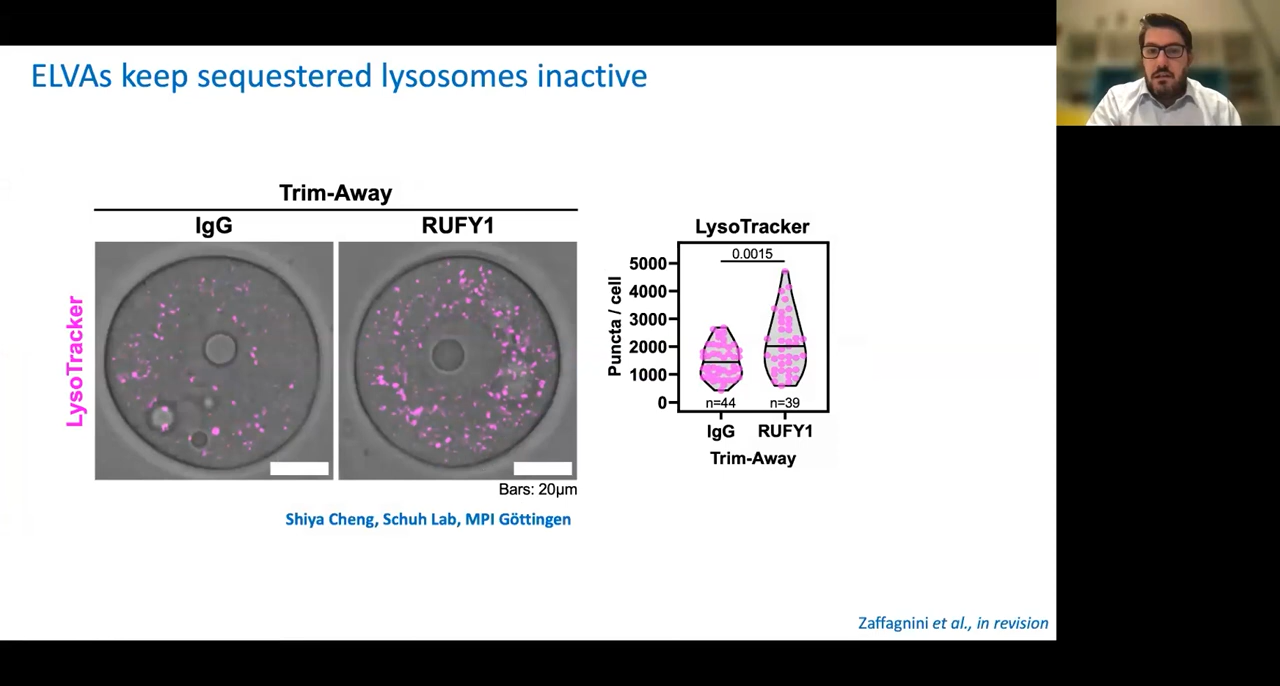 ELVAs keep sequestered lysosomes inactive
Trim-Away
IgG
RUFY1
LysoTracker
Bars: 20µm
Shiya Cheng, Schuh Lab, MPI Göttingen
LysoTracker
0.0015
Puncta / cell
5000
4000
3000
2000
1000
0
n=44
n=39
IgG
RUFY1
Trim-Away
Zaffagnini et al., in revision